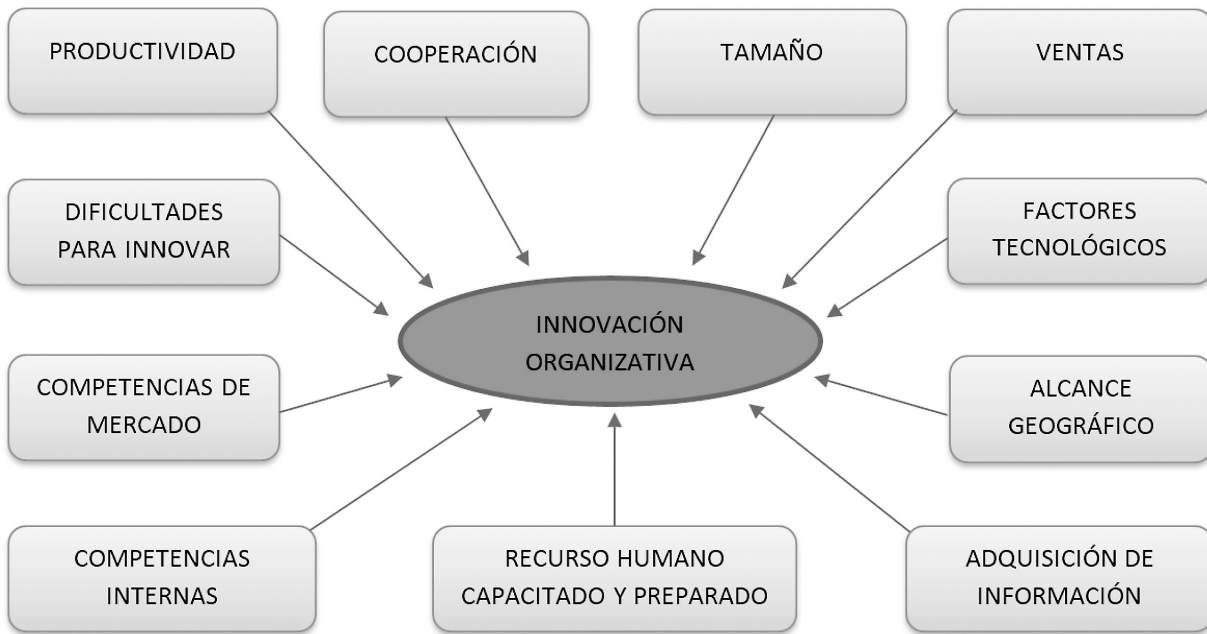 PRODUCTIVIDAD
COOPERACIÓN
TAMAÑO
VENTAS
DIFICULTADES
PARA INNOVAR
FACTORES
TECNOLÓGICOS
INNOVACIÓN
ORGANIZATIVA
COMPETENCIAS DE
MERCADO
ALCANCE
GEOGRÁFICO
COMPETENCIAS
INTERNAS
RECURSO HUMANO
CAPACITADO Y PREPARADO
ADQUISICIÓN DE
INFORMACIÓN